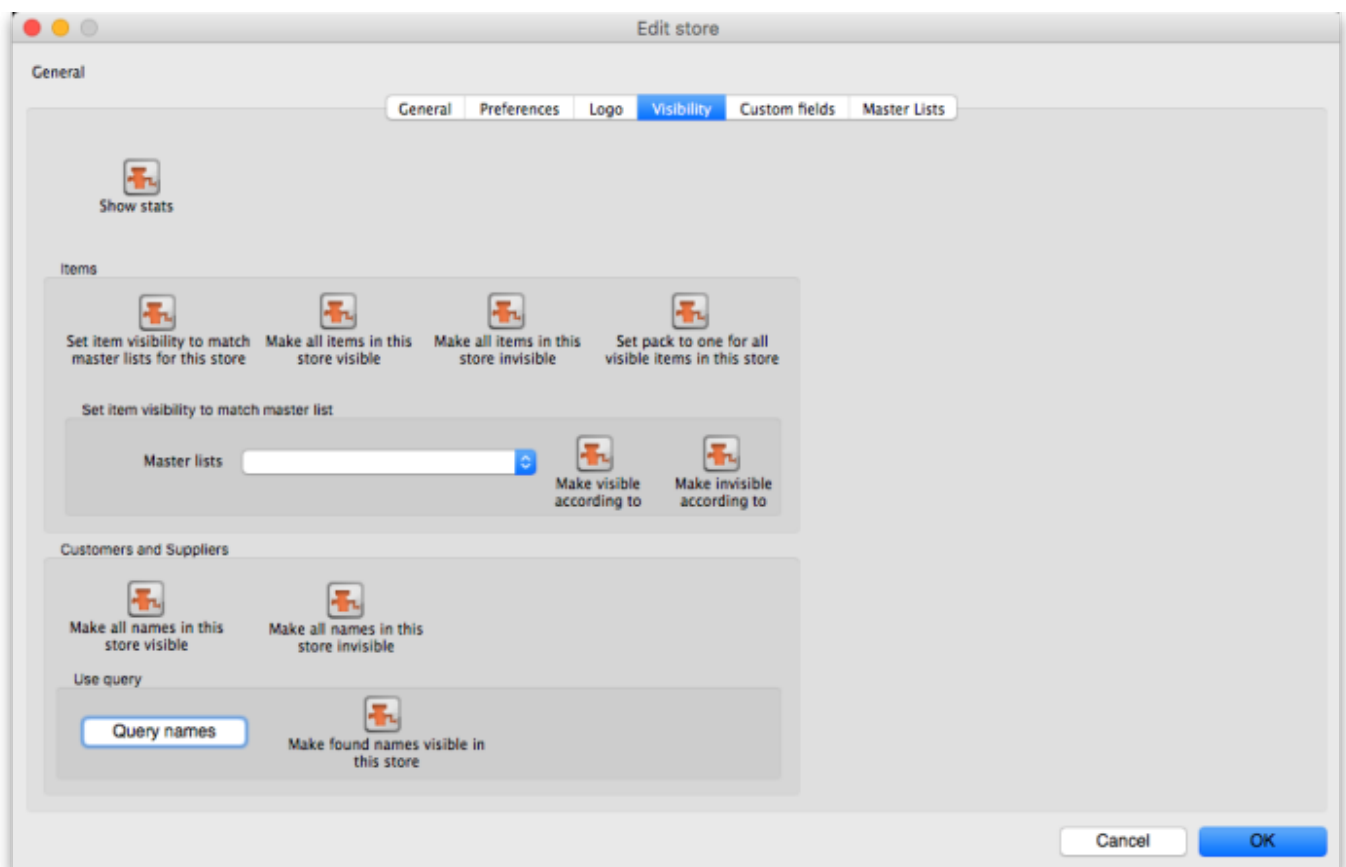 Edit store
General
General Preferences Logo Visibility Custom fields Master Lists
Show stats
Items
Set item visibility to match
master lists for this store
Make all items in this
store visible
Make all items in this
store invisible
Set pack to one for all
visible items in this store
Set item visibility to match master list
Master lists
Make visible
according to
Make invisible
according to
Customers and Suppliers
Make all names in this
store visible
Make all names in this
store invisible
Use query
Query names
Make found names visible in
this store
Cancel
OK